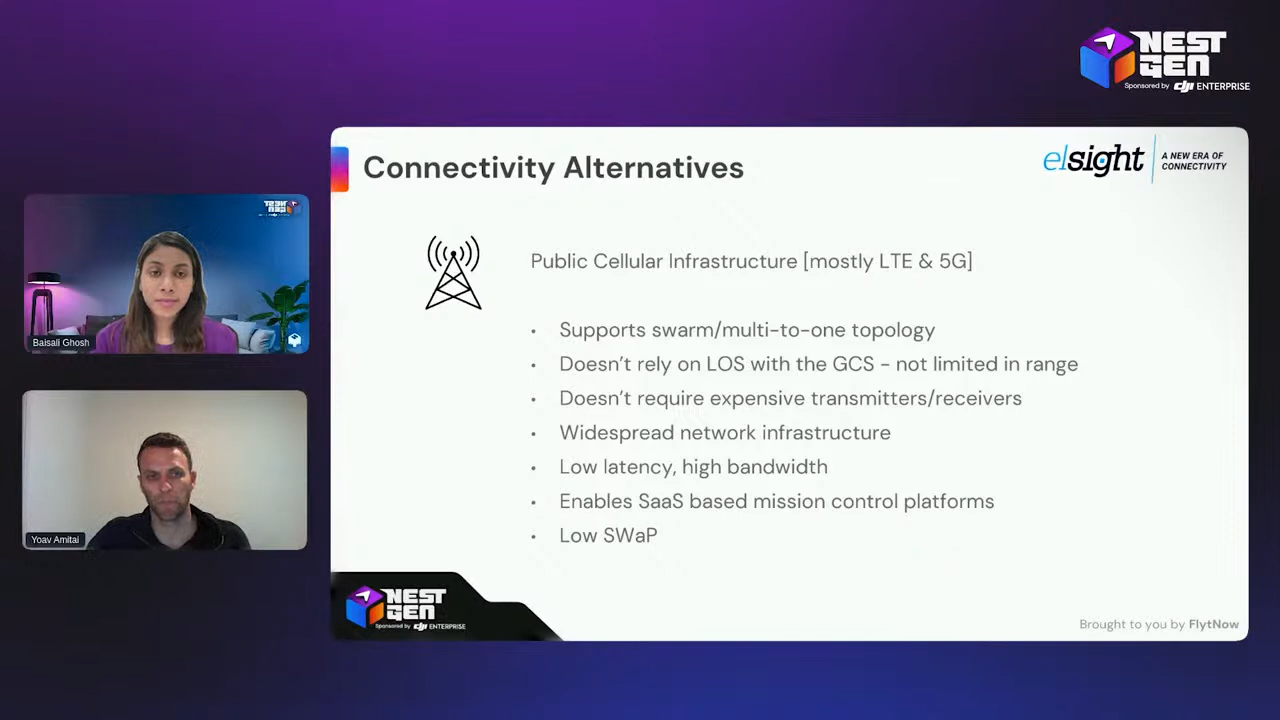 NEST
GEN
Sponsored by dji ENTERPRISE
Connectivity Alternatives
elsight
A NEW ERA OF
CONNECTIVITY
Public Cellular Infrastructure [mostly LTE & 5G]
• Supports swarm/multi-to-one topology
• Doesn't rely on LOS with the GCS - not limited in range
• Doesn't require expensive transmitters/receivers
• Widespread network infrastructure
• Low latency, high bandwidth
• Enables SaaS based mission control platforms
• Low SWaP
Baisali Ghosh
Yoav Amitai
NEST
GEN
Sponsored by dji ENTERPRISE
Brought to you by FlytNow